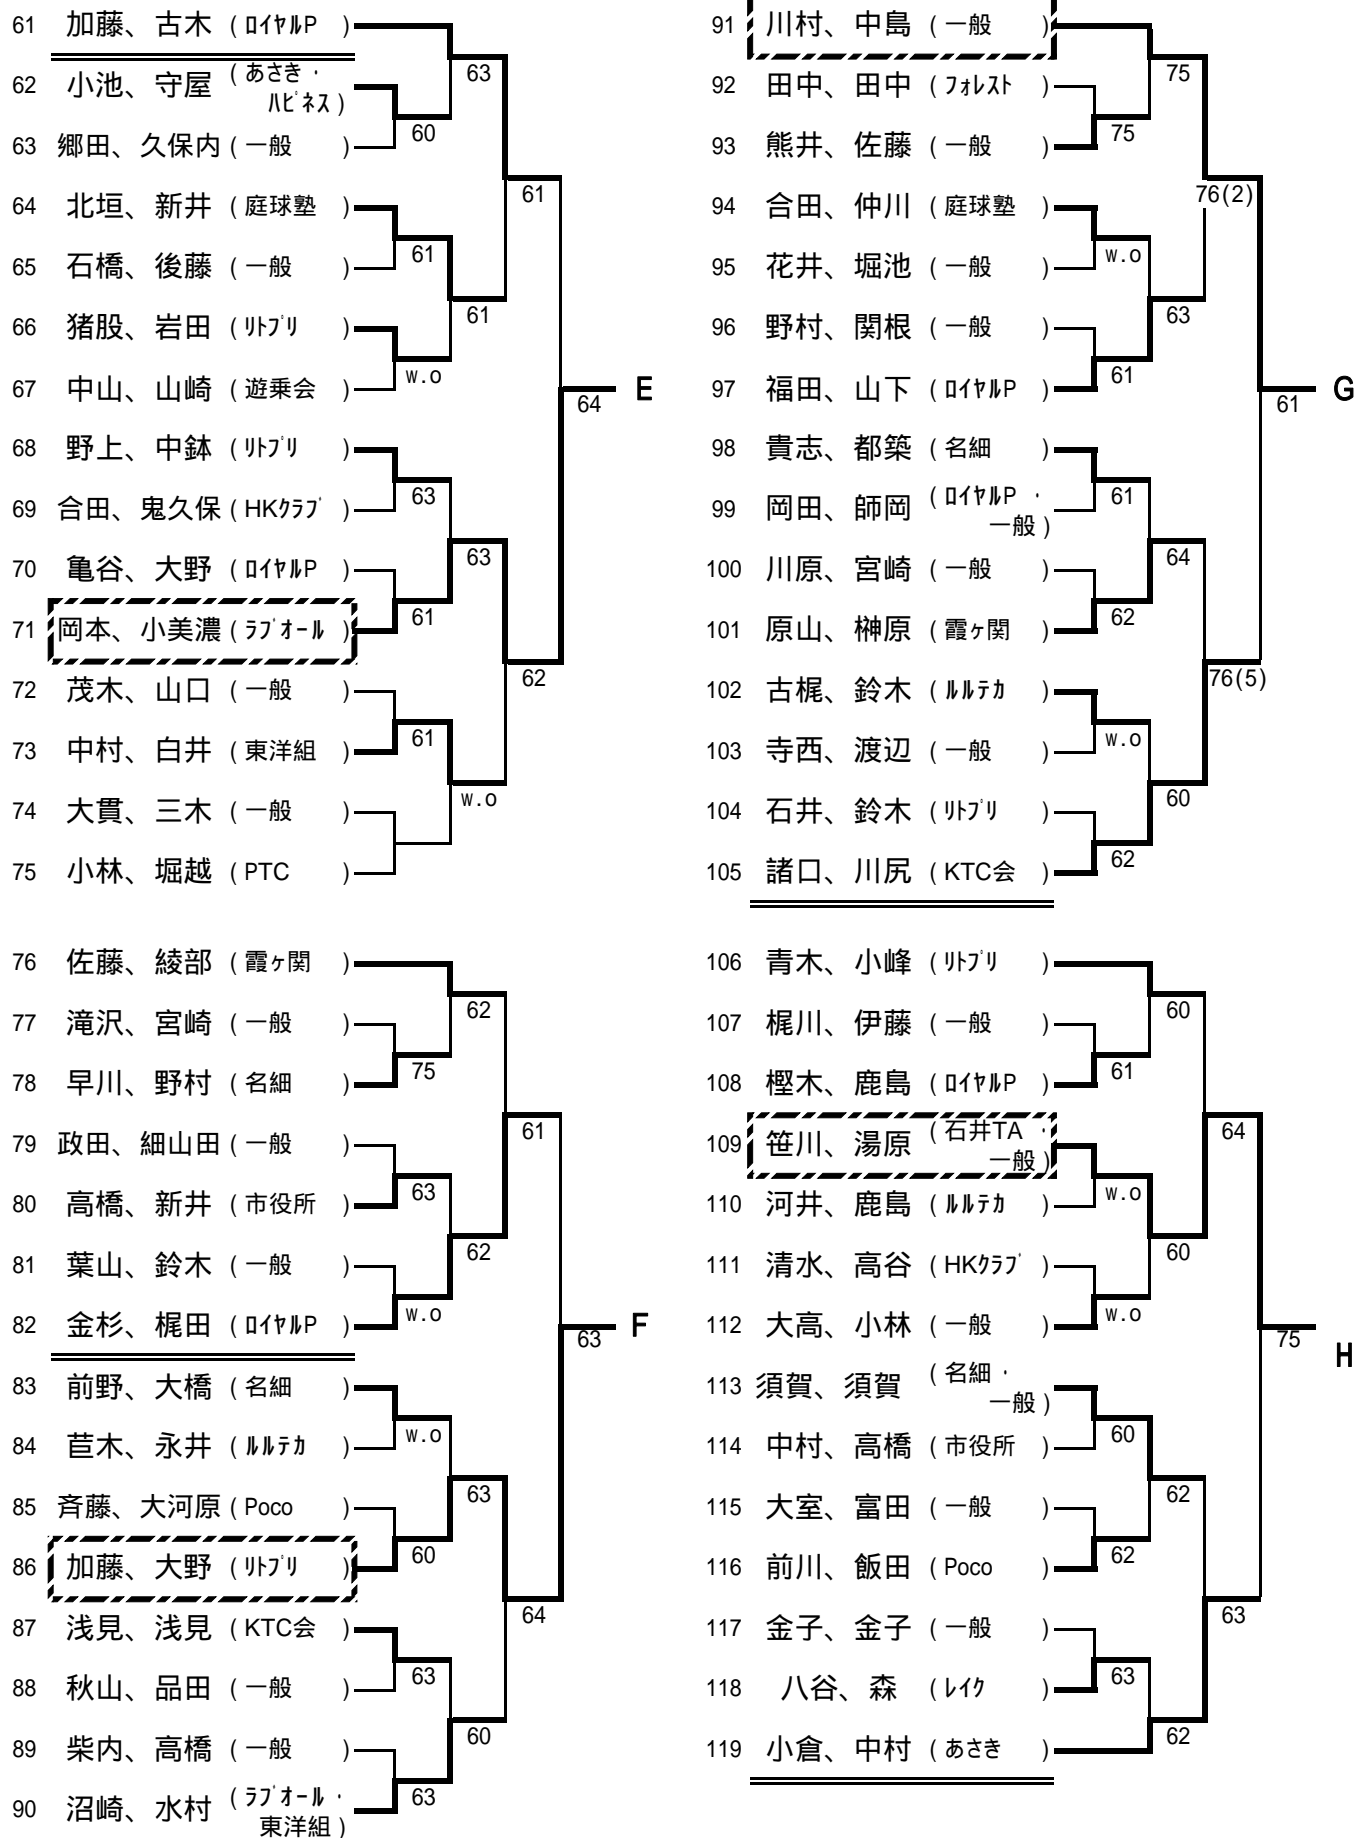 61 加藤、古木 (ﾛｲﾔﾙP)
62 小池、守屋 (あさき・
ﾊﾋﾟﾈｽ)
63 郷田、久保内 (一般)
64 北垣、新井 (庭球塾)
65 石橋、後藤 (一般)
66 猪股、岩田 (ﾘﾄﾌﾟﾘ)
67 中山、山崎 (遊乗会)
68 野上、中鉢 (ﾘﾄﾌﾟﾘ)
69 合田、鬼久保 (HKｸﾗﾌﾞ)
70 亀谷、大野 (ﾛｲﾔﾙP)
71 岡本、小美濃 (ﾗﾌﾞｵｰﾙ)
72 茂木、山口 (一般)
73 中村、白井 (東洋組)
74 大貫、三木 (一般)
75 小林、堀越 (PTC)
63
60
61
61
61
w.o
64
E
63
63
61
62
61
w.o
76 佐藤、綾部 (霞ヶ関)
77 滝沢、宮崎 (一般)
78 早川、野村 (名細)
79 政田、細山田 (一般)
80 高橋、新井 (市役所)
81 葉山、鈴木 (一般)
82 金杉、梶田 (ﾛｲﾔﾙP)
83 前野、大橋 (名細)
84 苣木、永井 (ﾙﾙﾃｶ)
85 斉藤、大河原 (Poco)
86 加藤、大野 (ﾘﾄﾌﾟﾘ)
87 浅見、浅見 (KTC会)
88 秋山、品田 (一般)
89 柴内、高橋 (一般)
90 沼崎、水村 (ﾗﾌﾞｵｰﾙ・
東洋組)
62
75
61
63
62
w.o
63
F
w.o
63
60
64
63
60
63
91 川村、中島 (一般)
92 田中、田中 (ﾌｫﾚｽﾄ)
93 熊井、佐藤 (一般)
94 合田、仲川 (庭球塾)
95 花井、堀池 (一般)
96 野村、関根 (一般)
97 福田、山下 (ﾛｲﾔﾙP)
98 貴志、都築 (名細)
99 岡田、師岡 (ﾛｲﾔﾙP・
一般)
100 川原、宮崎 (一般)
101 原山、榊原 (霞ヶ関)
102 古梶、鈴木 (ﾙﾙﾃｶ)
103 寺西、渡辺 (一般)
104 石井、鈴木 (ﾘﾄﾌﾟﾘ)
105 諸口、川尻 (KTC会)
75
75
76(2)
w.o
63
61
61
G
61
64
62
76(5)
w.o
60
62
106 青木、小峰 (ﾘﾄﾌﾟﾘ)
107 梶川、伊藤 (一般)
108 樫木、鹿島 (ﾛｲﾔﾙP)
109 笹川、湯原 (石井TA・
一般)
110 河井、鹿島 (ﾙﾙﾃｶ)
111 清水、高谷 (HKｸﾗﾌﾞ)
112 大高、小林 (一般)
113 須賀、須賀 (名細・
一般)
114 中村、高橋 (市役所)
115 大室、富田 (一般)
116 前川、飯田 (Poco)
117 金子、金子 (一般)
118 八谷、森 (ﾚｲｸ)
119 小倉、中村 (あさき)
60
61
64
w.o
60
w.o
75
H
60
62
62
63
63
62